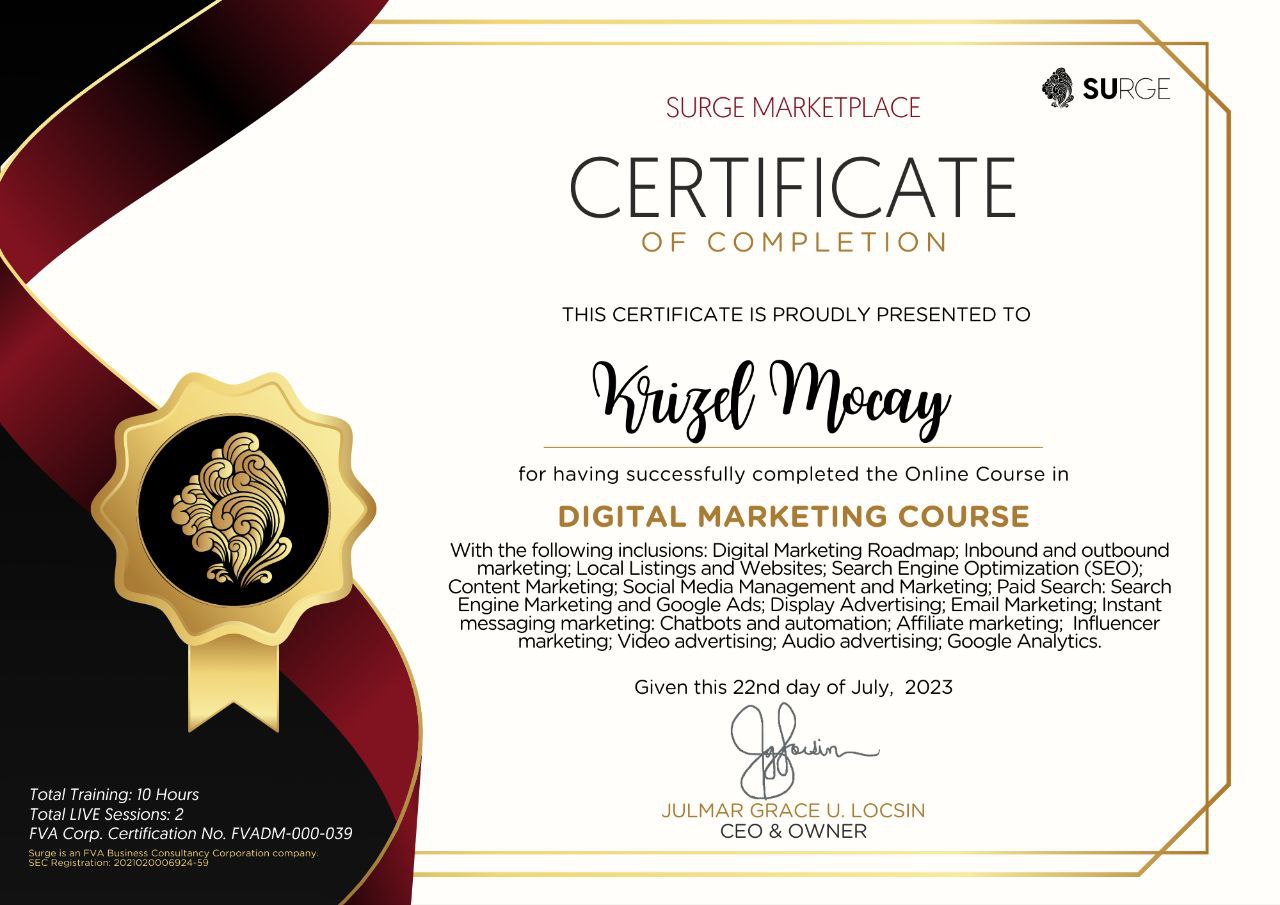 SURGE
SURGE MARKETPLACE
CERTIFICATE
OF COMPLETION
THIS CERTIFICATE IS PROUDLY PRESENTED TO
Krizel Mocay
for having successfully completed the Online Course in
DIGITAL MARKETING COURSE
With the following inclusions: Digital Marketing Roadmap; Inbound and outbound
marketing; Local Listings and Websites; Search Engine Optimization (SEO);
Content Marketing; Social Media Management and Marketing; Paid Search: Search
Engine Marketing and Google Ads; Display Advertising; Email Marketing; Instant
messaging marketing: Chatbots and automation; Affiliate marketing;  Influencer
marketing; Video advertising; Audio advertising; Google Analytics.
Given this 22nd day of July,  2023
Jglocsin
JULMAR GRACE U. LOCSIN
CEO & OWNER
Total Training: 10 Hours
Total LIVE Sessions: 2
FVA Corp. Certification No. FVADM-000-039
Surge is an FVA Business Consultancy Corporation company.
SEC Registration: 2021020006924-59